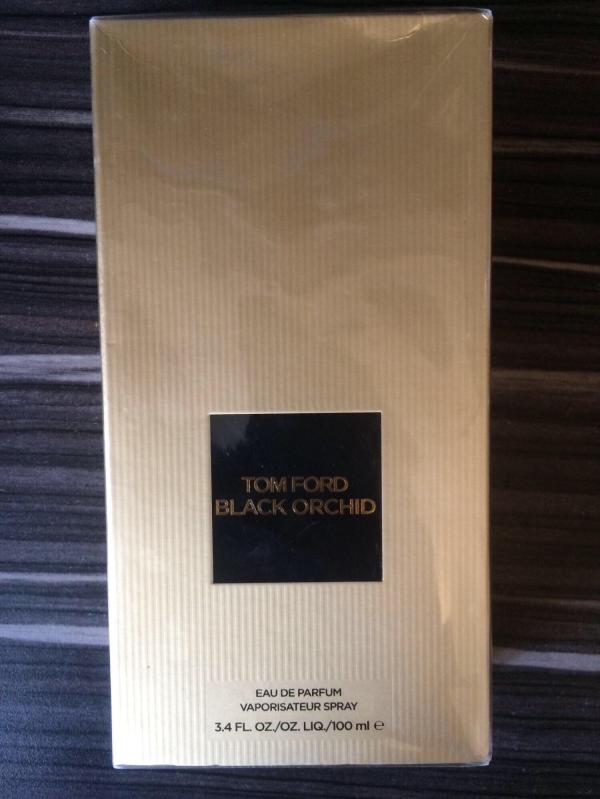 TOM FORD
BLACK ORCHID
EAU DE PARFUM
VAPORISATEUR SPRAY
3.4 FL. OZ./OZ. LIQ./100 ml ℮